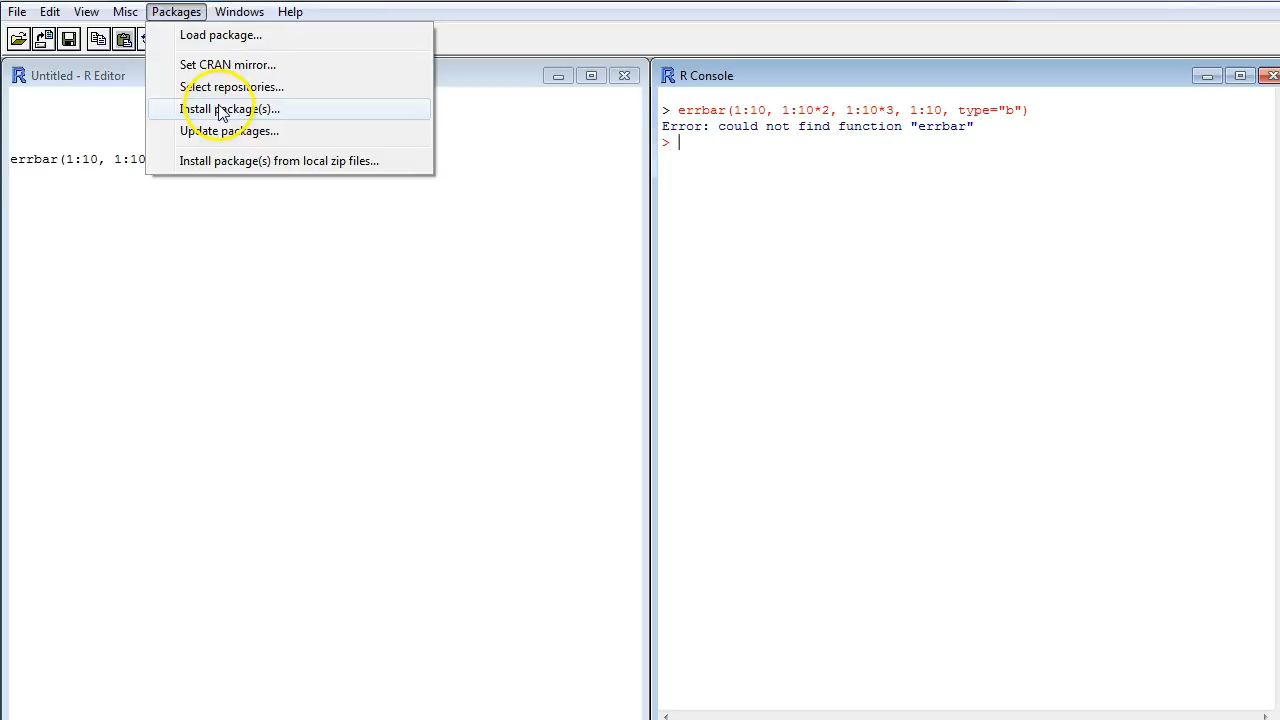 File Edit View Misc Packages Windows Help
Load package...
Set CRAN mirror...
Select repositories...
Install package(s)...
Update packages...
Install package(s) from local zip files...
R Untitled - R Editor
errbar(1:10, 1:10
R R Console
> errbar(1:10, 1:10*2, 1:10*3, 1:10, type="b")
Error: could not find function "errbar"
>